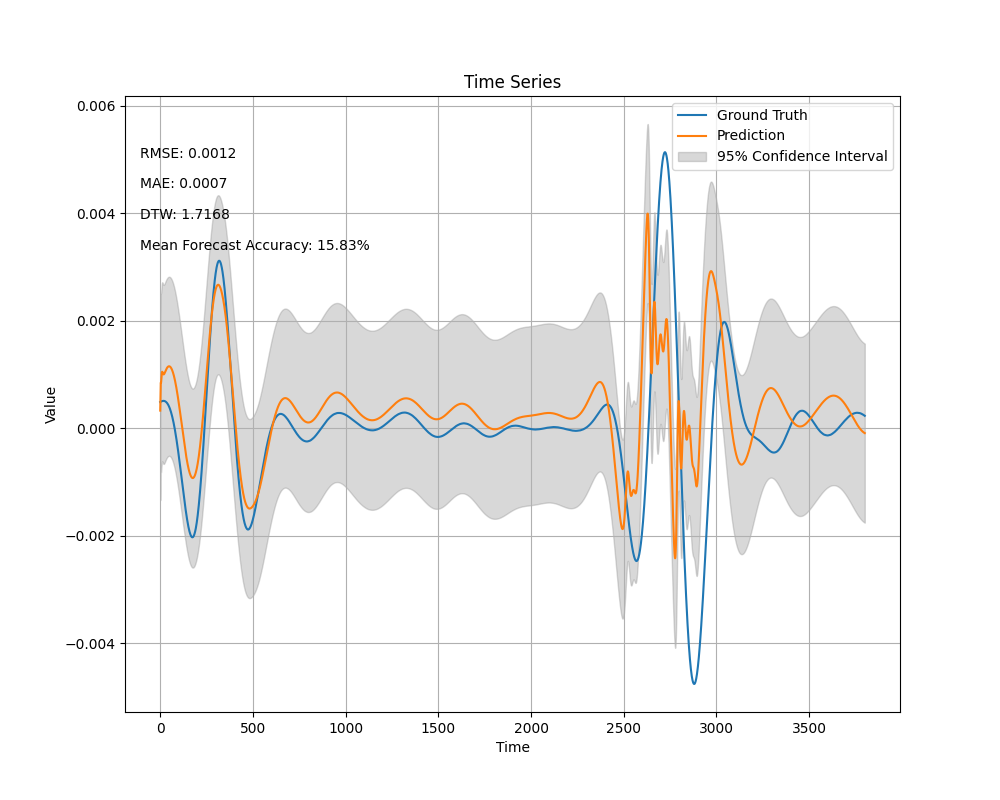 Time Series
Ground Truth
Prediction
95% Confidence Interval
RMSE: 0.0012
MAE: 0.0007
DTW: 1.7168
Mean Forecast Accuracy: 15.83%
0.006
0.004
0.002
0.000
−0.002
−0.004
Value
0
500
1000
1500
2000
2500
3000
3500
Time